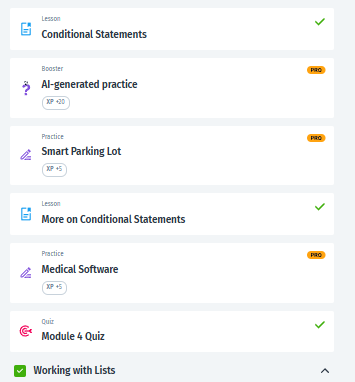 Lesson
Conditional Statements
Booster
PRO
AI-generated practice
XP +20
Practice
PRO
Smart Parking Lot
XP +5
Lesson
More on Conditional Statements
Practice
PRO
Medical Software
XP +5
Quiz
Module 4 Quiz
Working with Lists